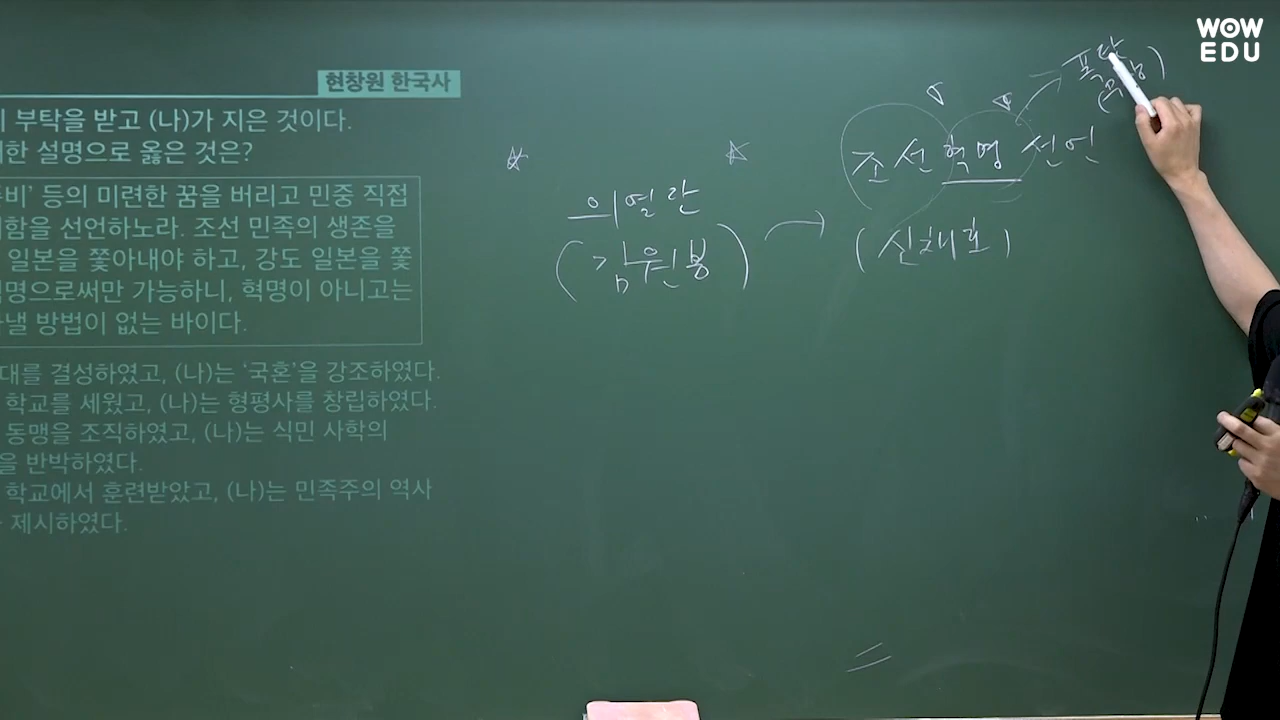 WOW
EDU
현창원 한국사
부탁을 받고 (나)가 지은 것이다.
한 설명으로 옳은 것은?
비’ 등의 미련한 꿈을 버리고 민중 직접
함을 선언하노라. 조선 민족의 생존을
일본을 쫓아내야 하고, 강도 일본을 쫓
명으로써만 가능하니, 혁명이 아니고는
낼 방법이 없는 바이다.
대를 결성하였고, (나)는 ‘국혼’을 강조하였다.
학교를 세웠고, (나)는 형평사를 창립하였다.
동맹을 조직하였고, (나)는 식민 사학의
을 반박하였다.
학교에서 훈련받았고, (나)는 민족주의 역사
제시하였다.
의열단
(김원봉)
조선혁명 선언
(신채호)